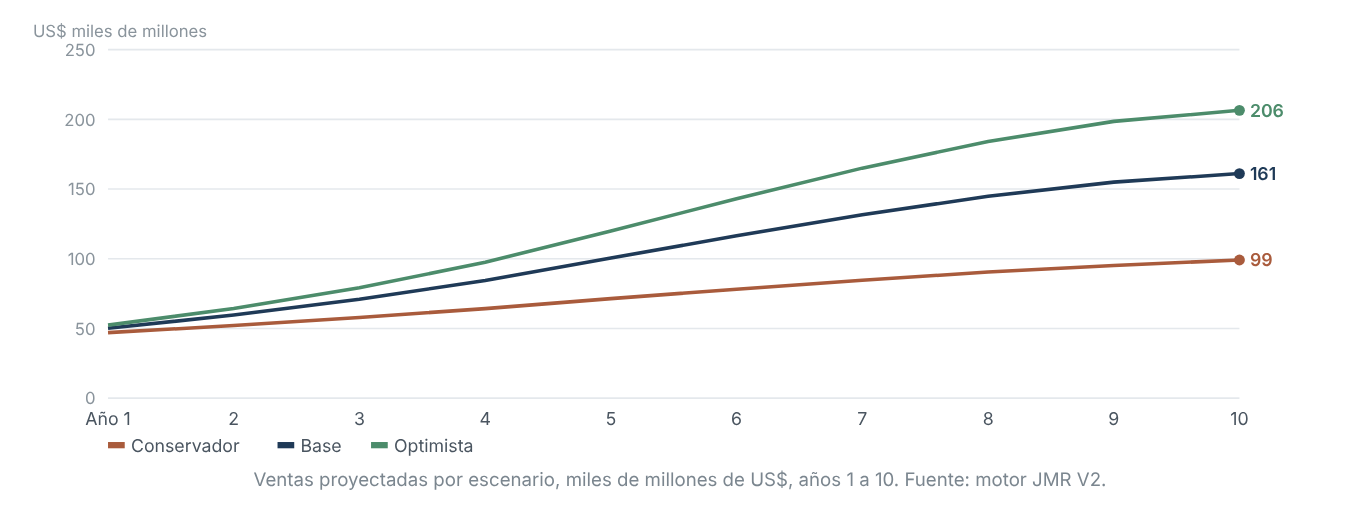 US$ miles de millones
250
200
150
100
50
0
206
161
99
Año 1 2 3 4 5 6 7 8 9 10
Conservador Base Optimista
Ventas proyectadas por escenario, miles de millones de US$, años 1 a 10. Fuente: motor JMR V2.